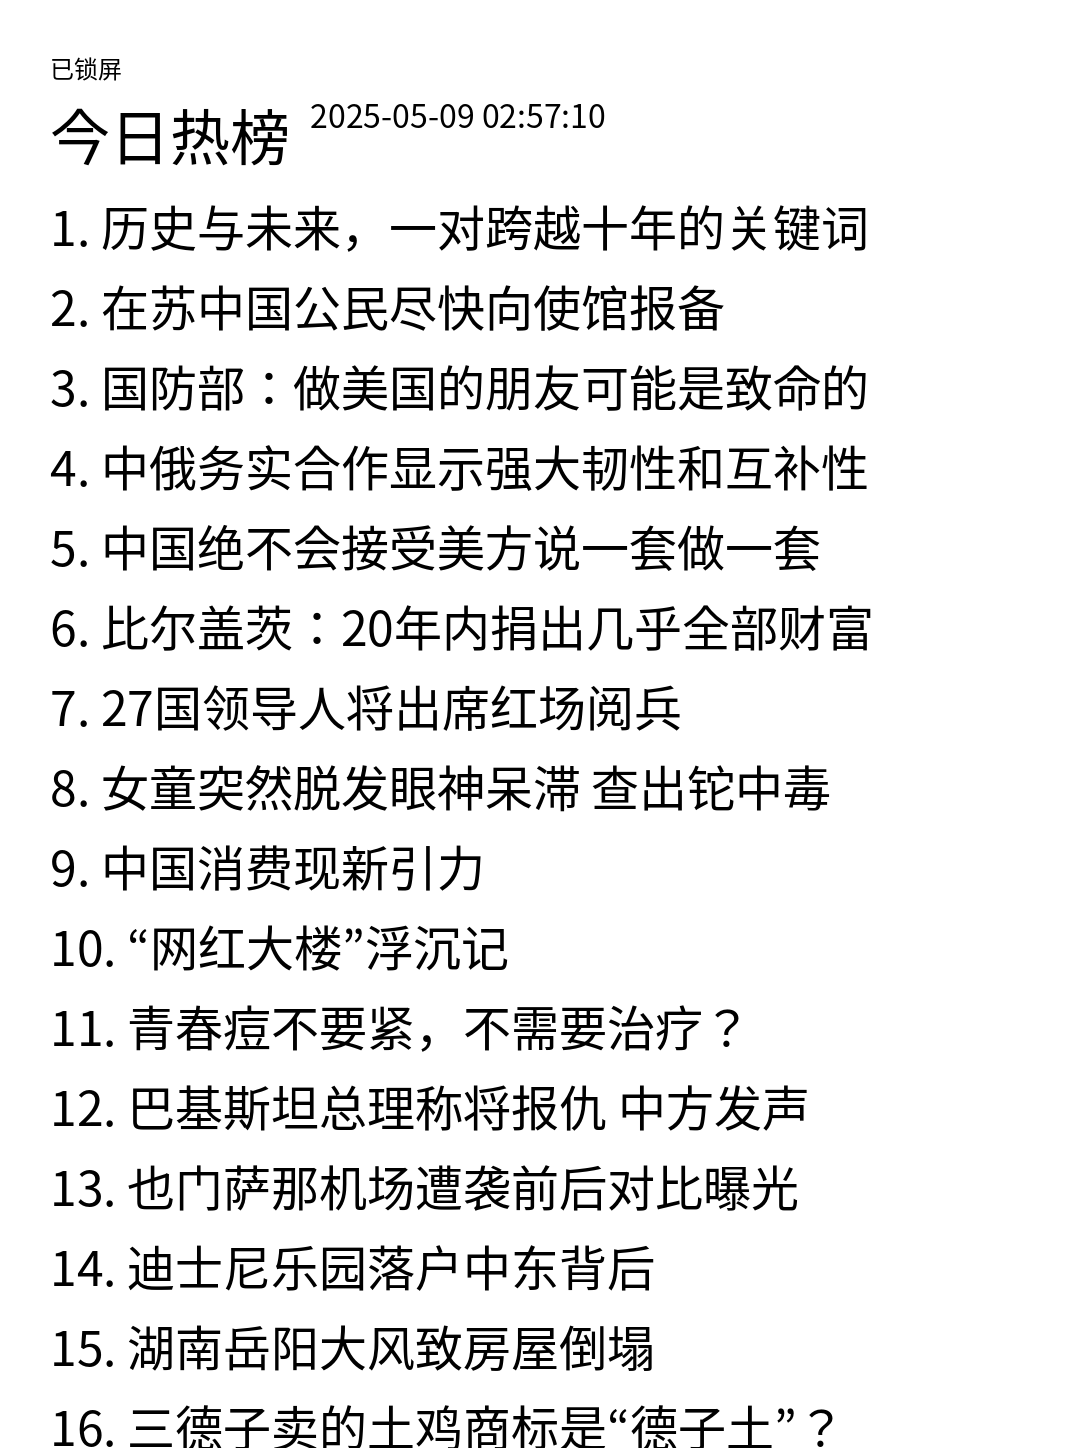 已锁屏
今日热榜 2025-05-09 02:57:10
1. 历史与未来，一对跨越十年的关键词
2. 在苏中国公民尽快向使馆报备
3. 国防部：做美国的朋友可能是致命的
4. 中俄务实合作显示强大韧性和互补性
5. 中国绝不会接受美方说一套做一套
6. 比尔盖茨：20年内捐出几乎全部财富
7. 27国领导人将出席红场阅兵
8. 女童突然脱发眼神呆滞 查出铊中毒
9. 中国消费现新引力
10. “网红大楼”浮沉记
11. 青春痘不要紧，不需要治疗？
12. 巴基斯坦总理称将报仇 中方发声
13. 也门萨那机场遭袭前后对比曝光
14. 迪士尼乐园落户中东背后
15. 湖南岳阳大风致房屋倒塌
16. 三德子卖的土鸡商标是“德子土”？